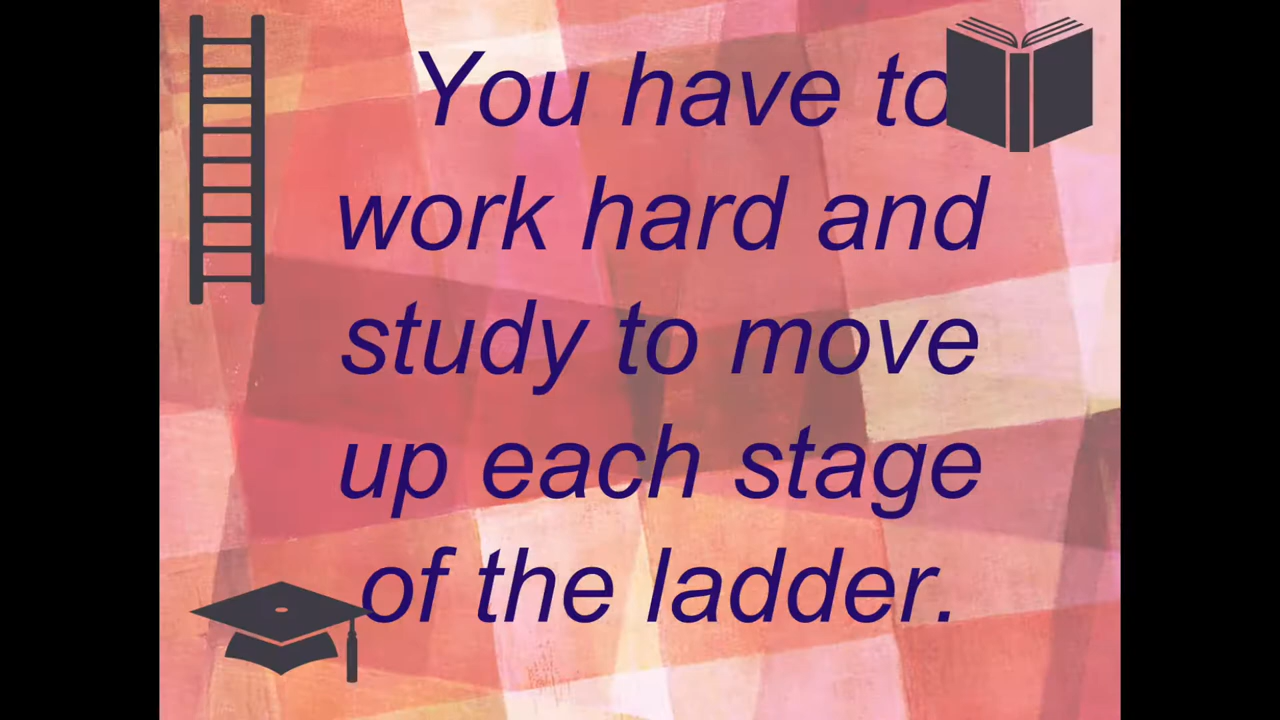 You have to
work hard and
study to move
up each stage
of the ladder.